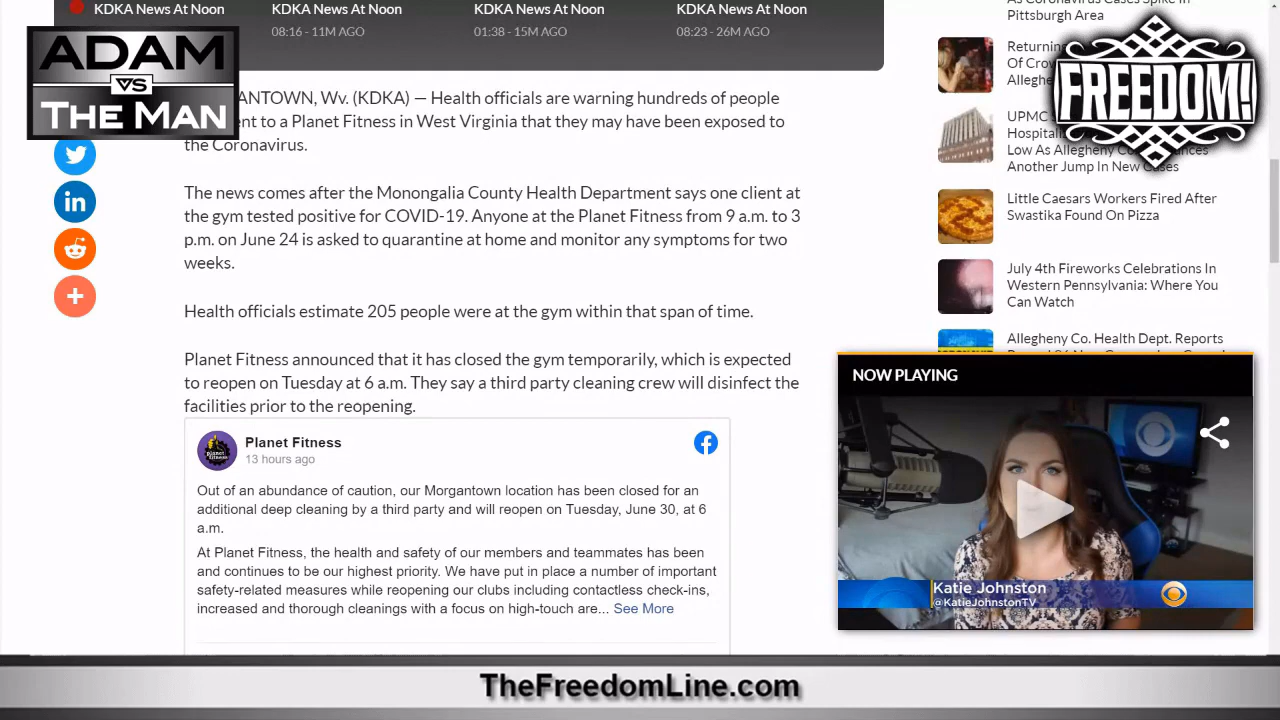 KDKA News At Noon
KDKA News At Noon
KDKA News At Noon
KDKA News At Noon
08:16 - 11M AGO
01:38 - 15M AGO
08:23 - 26M AGO
ADAM
VS
THE MAN
ANTOWN, Wv. (KDKA) — Health officials are warning hundreds of people
to a Planet Fitness in West Virginia that they may have been exposed to
the Coronavirus.
The news comes after the Monongalia County Health Department says one client at
the gym tested positive for COVID-19. Anyone at the Planet Fitness from 9 a.m. to 3
p.m. on June 24 is asked to quarantine at home and monitor any symptoms for two
weeks.
Health officials estimate 205 people were at the gym within that span of time.
Planet Fitness announced that it has closed the gym temporarily, which is expected
to reopen on Tuesday at 6 a.m. They say a third party cleaning crew will disinfect the
facilities prior to the reopening.
Planet Fitness
13 hours ago
Out of an abundance of caution, our Morgantown location has been closed for an
additional deep cleaning by a third party and will reopen on Tuesday, June 30, at 6
a.m.
At Planet Fitness, the health and safety of our members and teammates has been
and continues to be our highest priority. We have put in place a number of important
safety-related measures while reopening our clubs including contactless check-ins,
increased and thorough cleanings with a focus on high-touch are... See More
As Coronavirus Cases Spike In
Pittsburgh Area
Returning
Of Crow
Alleghe
FREEDOM!
UPMC
Hospital
Low As Allegheny Co
Another Jump In New Cases
Little Caesars Workers Fired After
Swastika Found On Pizza
July 4th Fireworks Celebrations In
Western Pennsylvania: Where You
Can Watch
Allegheny Co. Health Dept. Reports
NOW PLAYING
Katie Johnston
@KatieJohnstonTV
TheFreedomLine.com